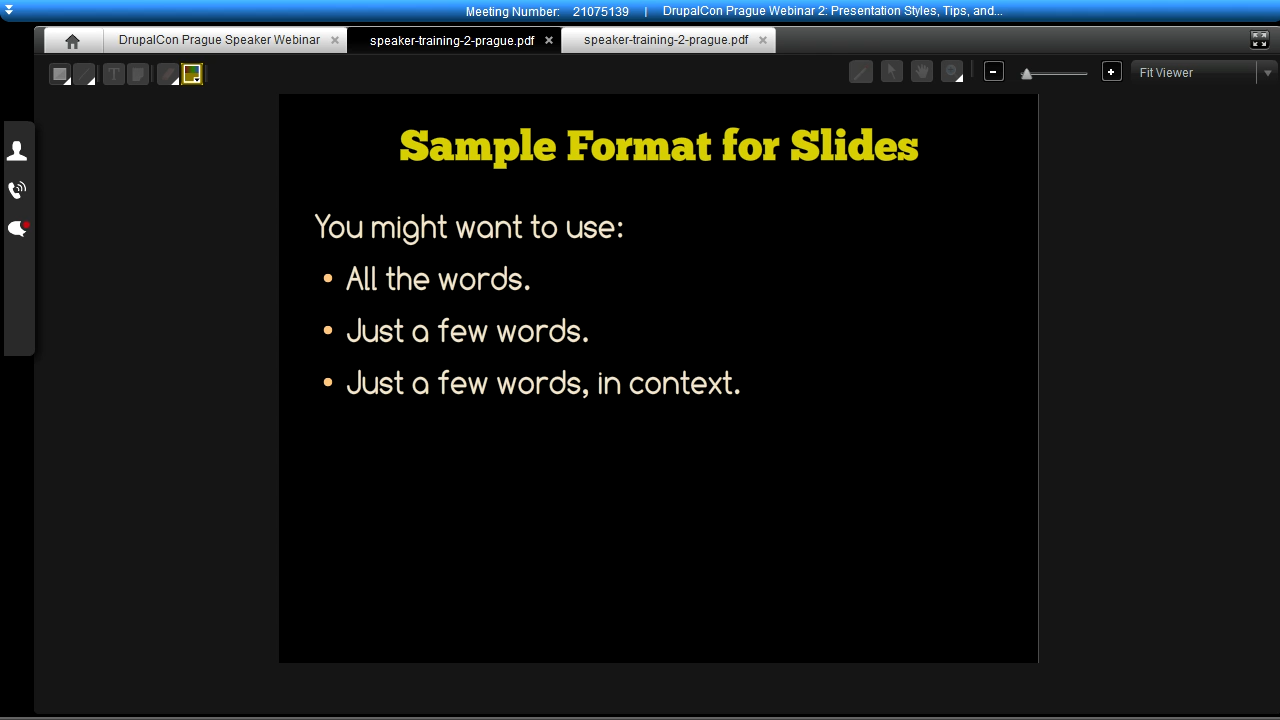 Meeting Number: 21075139 | DrupalCon Prague Webinar 2: Presentation Styles, Tips, and...
DrupalCon Prague Speaker Webinar × speaker-training-2-prague.pdf × speaker-training-2-prague.pdf ×
T - + Fit Viewer
Sample Format for Slides
You might want to use:
• All the words.
• Just a few words.
• Just a few words, in context.